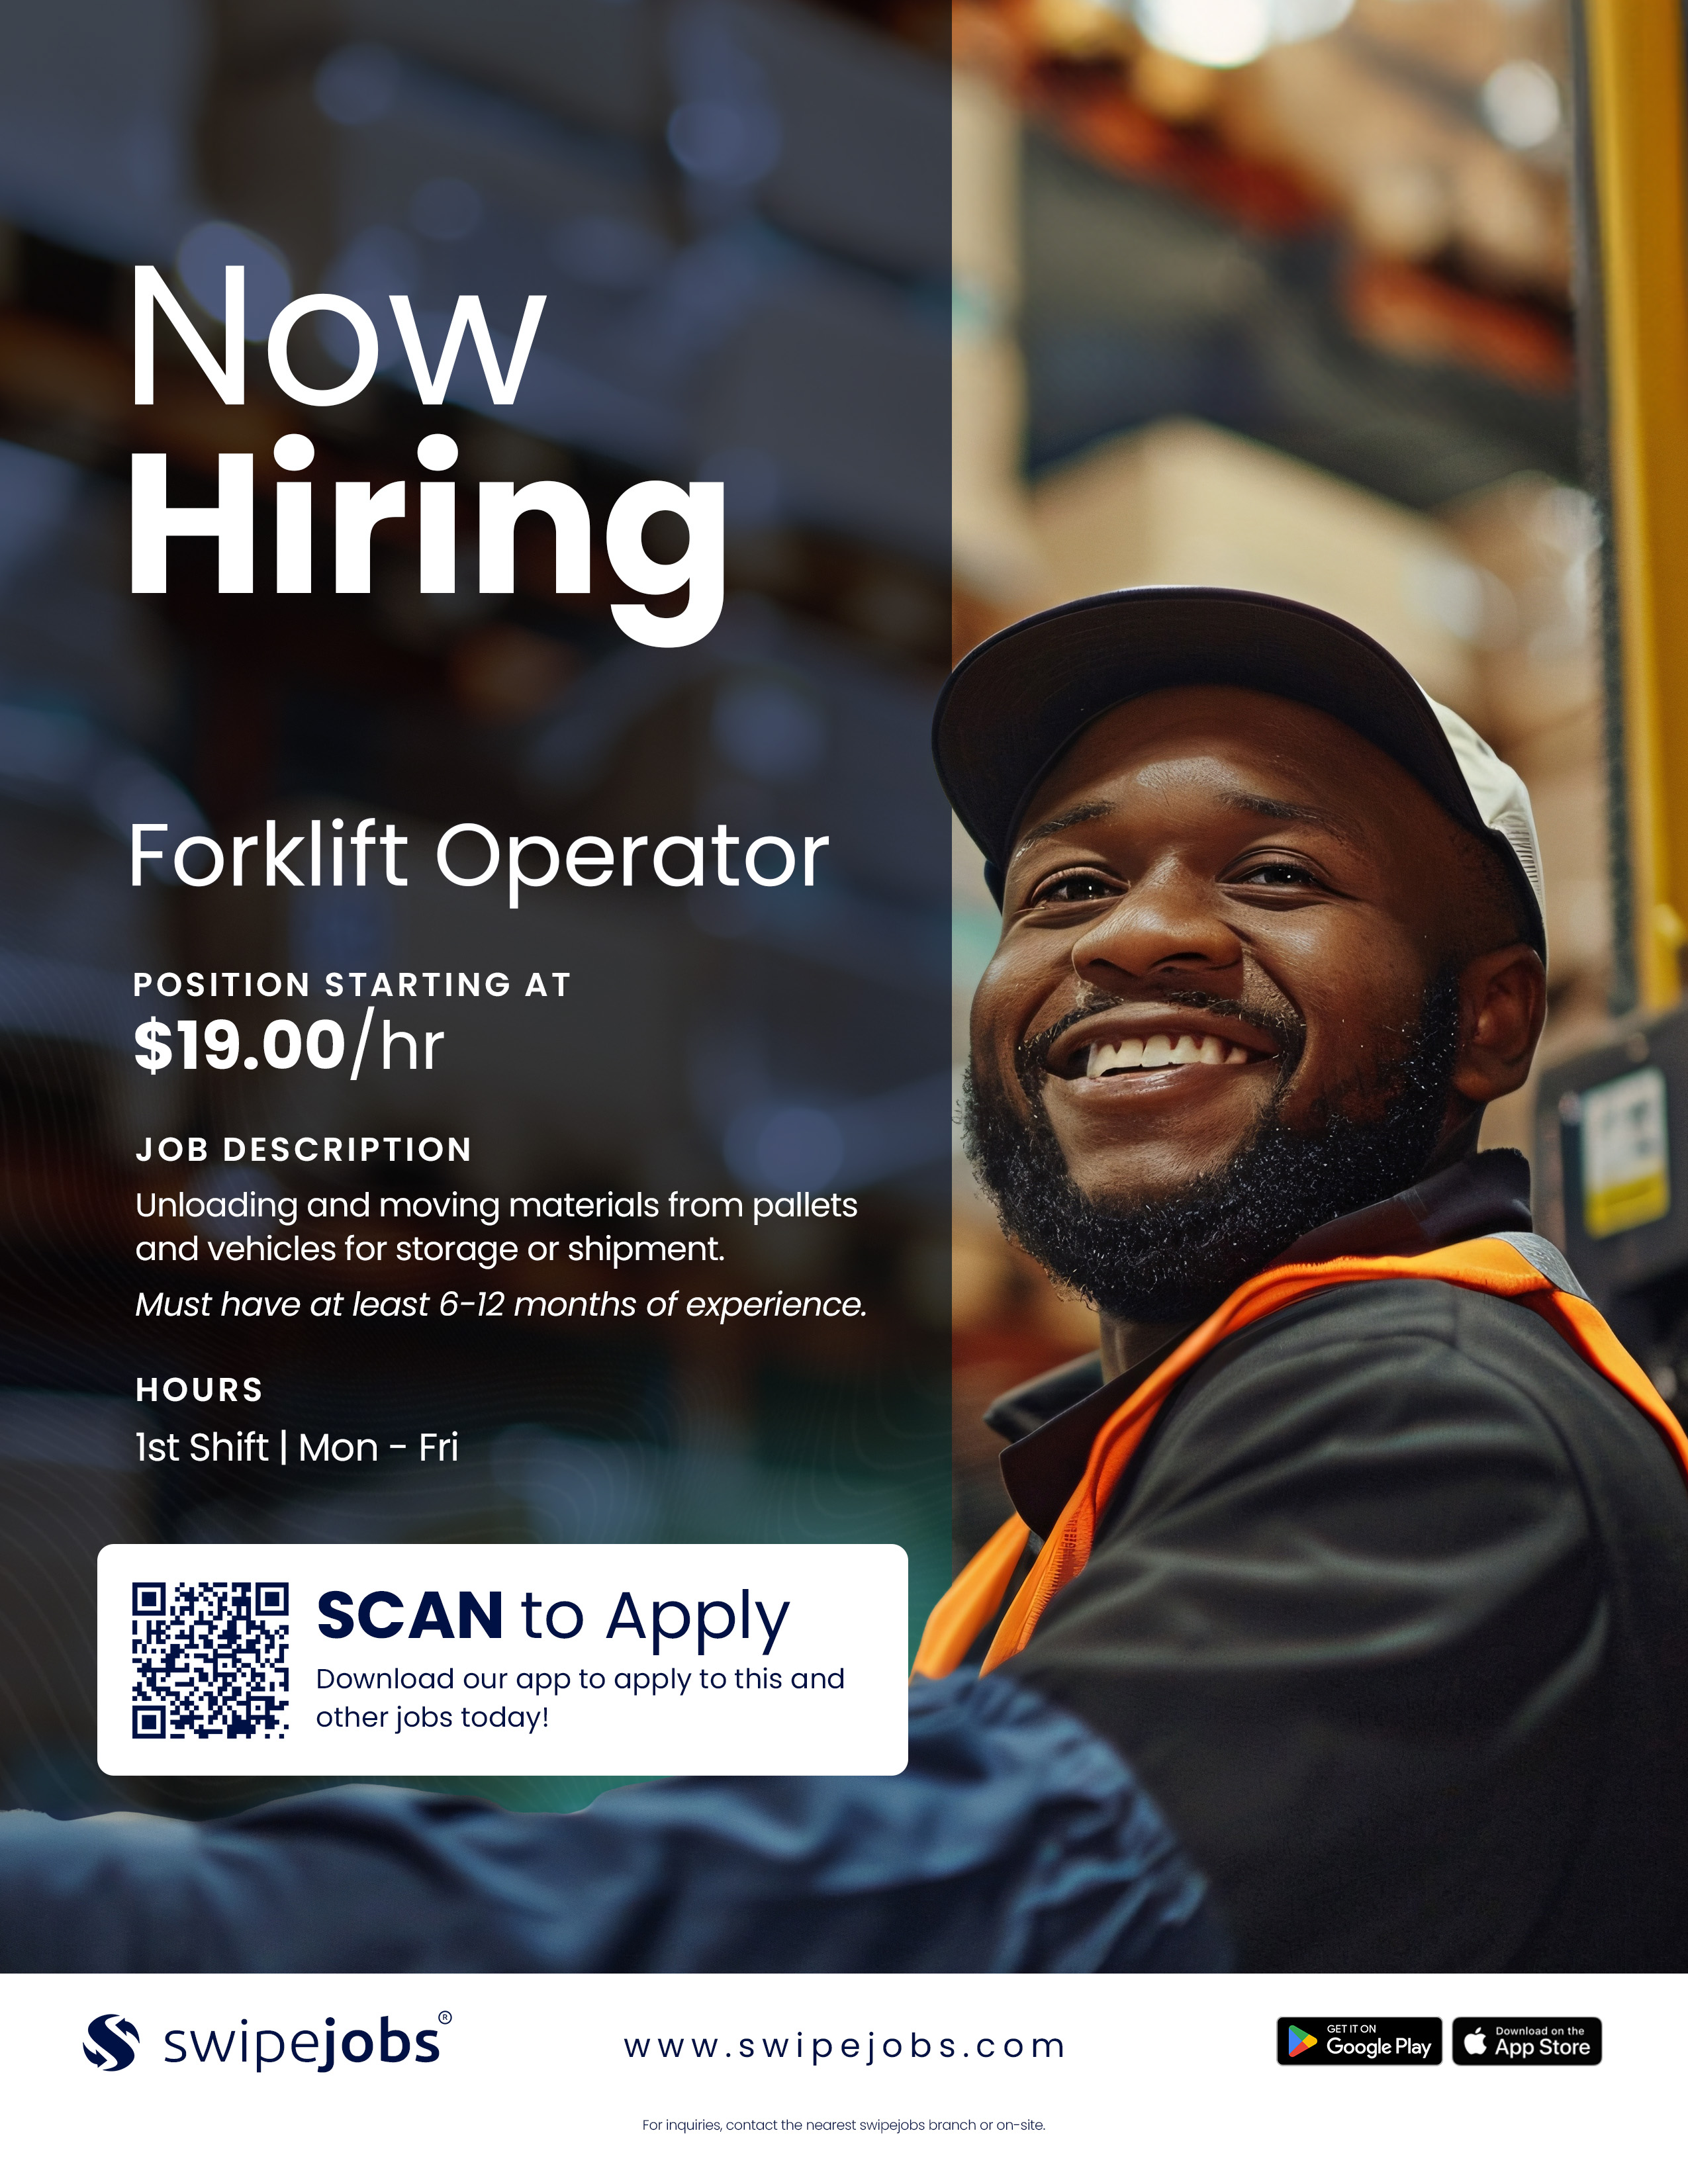 Now
Hiring
Forklift Operator
POSITION STARTING AT
$19.00/hr
JOB DESCRIPTION
Unloading and moving materials from pallets
and vehicles for storage or shipment.
Must have at least 6-12 months of experience.
HOURS
1st Shift | Mon - Fri
SCAN to Apply
Download our app to apply to this and
other jobs today!
swipejobs®
www.swipejobs.com
GET IT ON
Google Play
Download on the
App Store
For inquiries, contact the nearest swipejobs branch or on-site.